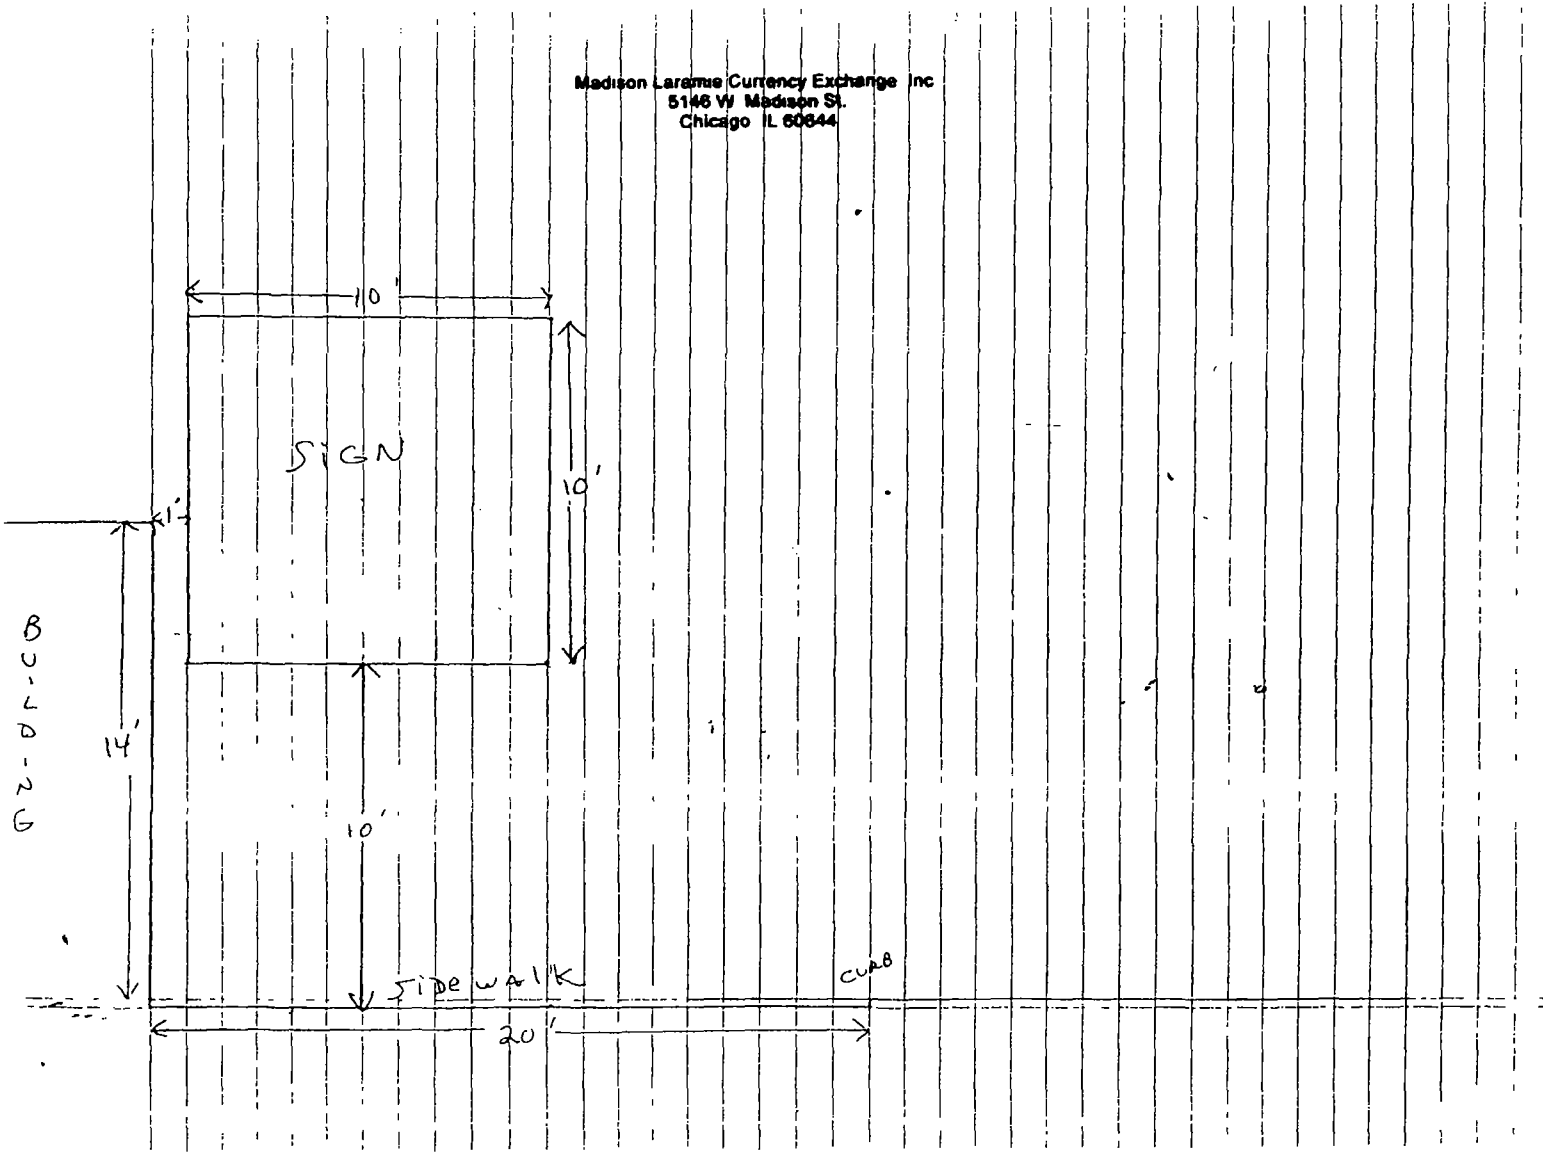 Madison Laramie Currency Exchange Inc
5146 W Madison St.
Chicago IL 60644
10'
SiGN
10'
1'
BUILDING
14'
10'
SiDewalK
CURB
20'